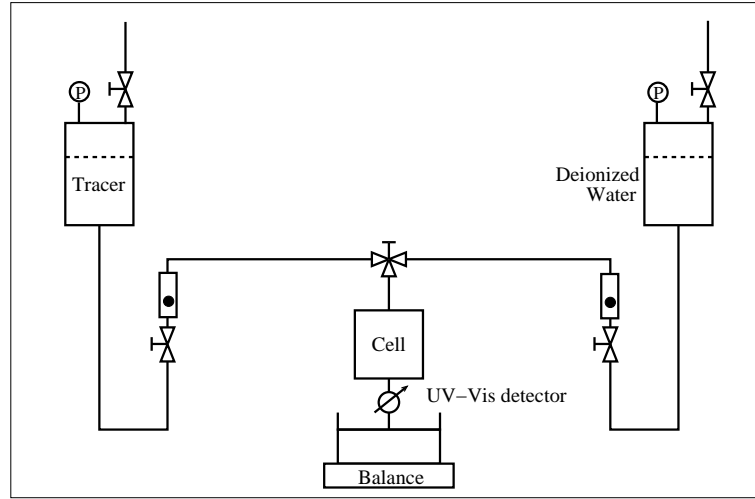 P
P
Tracer
Deionized
Water
Cell
UV−Vis detector
Balance